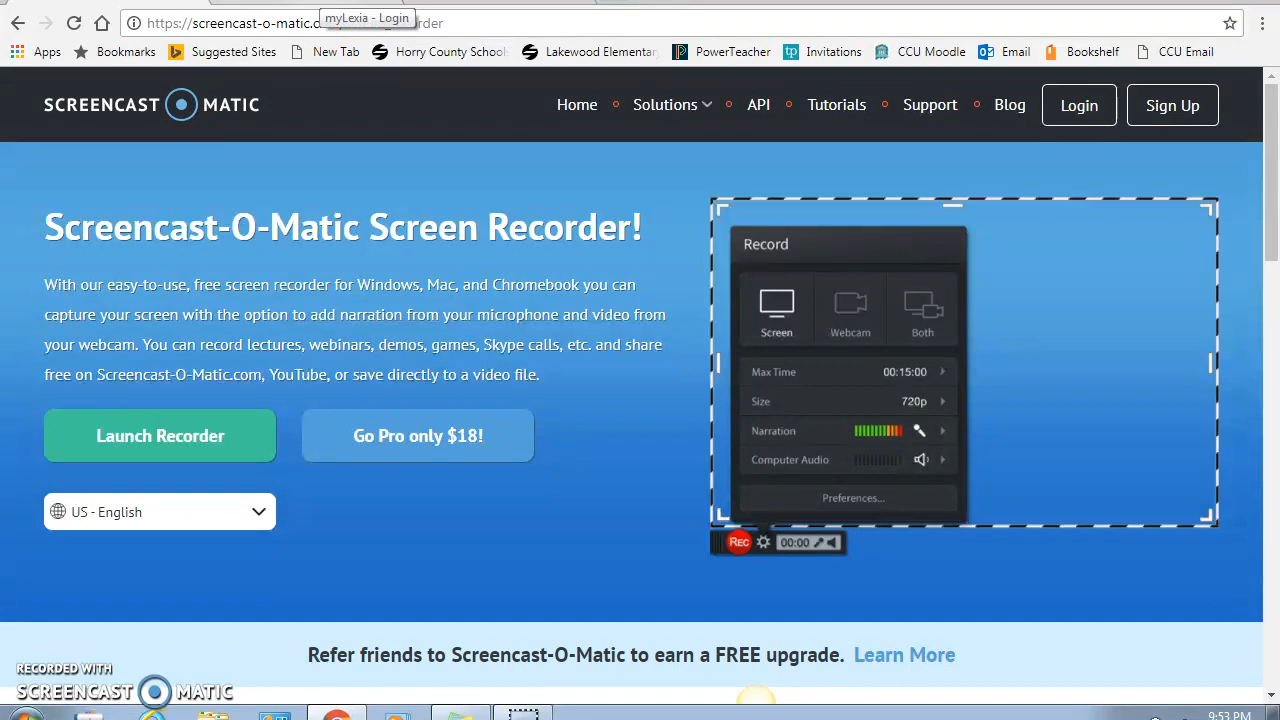 myLexia - Login
https://screencast-o-matic.c
rder
Apps Bookmarks Suggested Sites New Tab Horry County School Lakewood Elementar PowerTeacher Invitations CCU Moodle Email Bookshelf CCU Email
SCREENCAST MATIC
Home Solutions API Tutorials Support Blog Login Sign Up
Screencast-O-Matic Screen Recorder!
With our easy-to-use, free screen recorder for Windows, Mac, and Chromebook you can
capture your screen with the option to add narration from your microphone and video from
your webcam. You can record lectures, webinars, demos, games, Skype calls, etc. and share
free on Screencast-O-Matic.com, YouTube, or save directly to a video file.
Launch Recorder Go Pro only $18!
US - English
Record
Screen Webcam Both
Max Time 00:15:00
Size 720p
Narration
Computer Audio
Preferences...
REC 00:00
Refer friends to Screencast-O-Matic to earn a FREE upgrade. Learn More
RECORDED WITH
SCREENCAST MATIC
9:53 PM